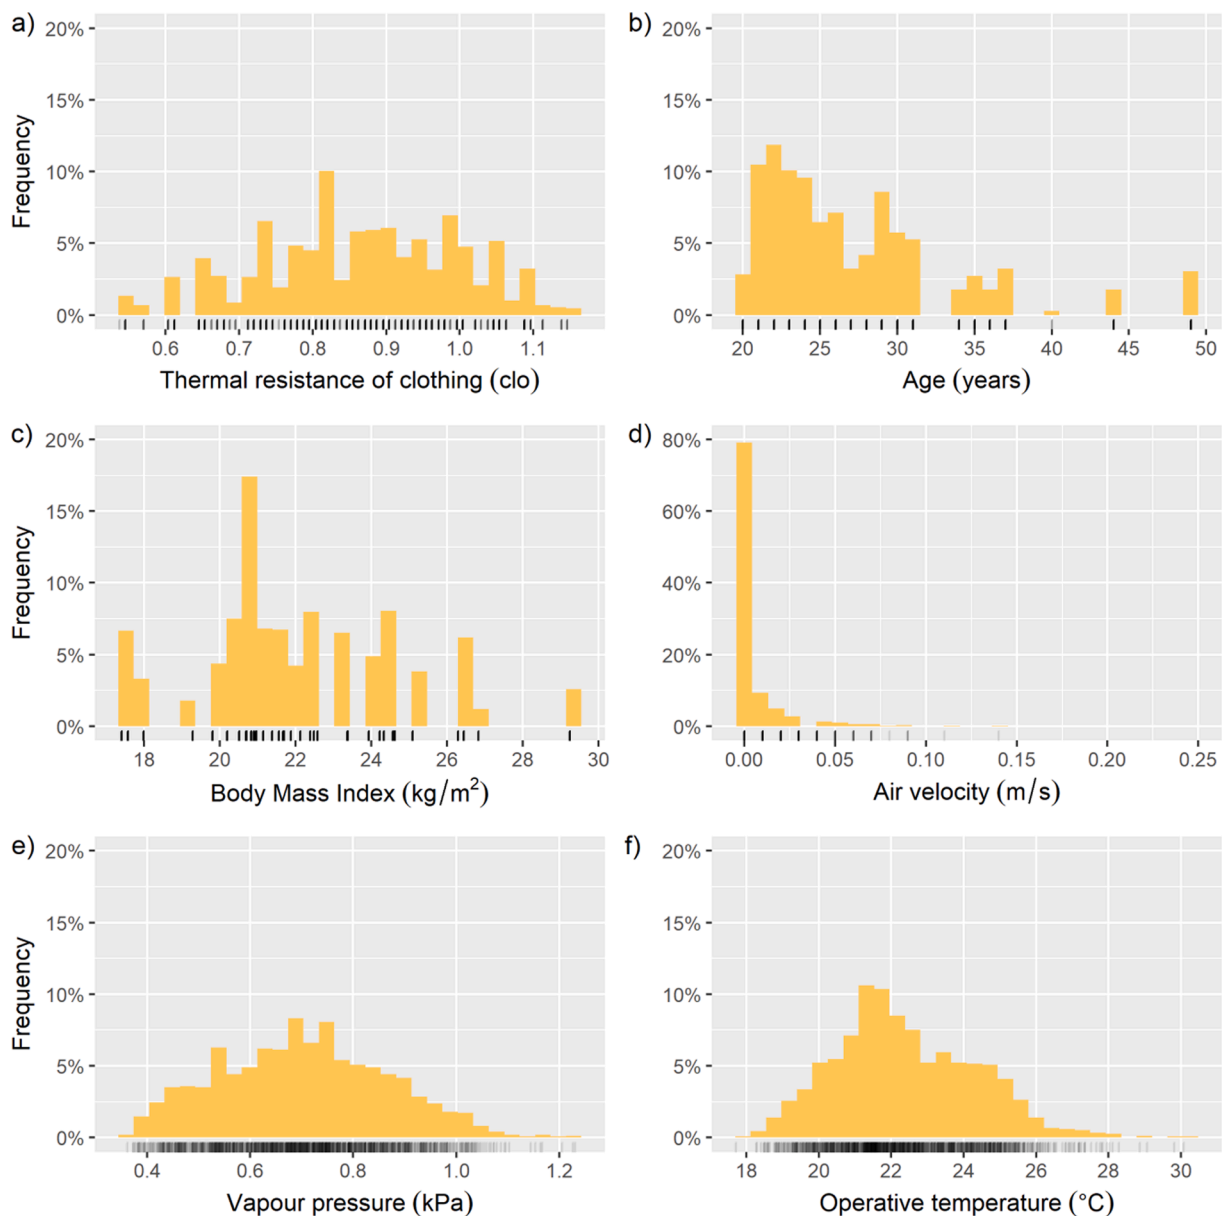 a)
20%
15%
10%
5%
0%
Frequency
0.6 0.7 0.8 0.9 1.0 1.1
Thermal resistance of clothing (clo)
b)
20%
15%
10%
5%
0%
20 25 30 35 40 45 50
Age (years)
c)
20%
15%
10%
5%
0%
Frequency
18 20 22 24 26 28 30
Body Mass Index (kg/m²)
d)
80%
60%
40%
20%
0%
0.00 0.05 0.10 0.15 0.20 0.25
Air velocity (m/s)
e)
20%
15%
10%
5%
0%
Frequency
0.4 0.6 0.8 1.0 1.2
Vapour pressure (kPa)
f)
20%
15%
10%
5%
0%
18 20 22 24 26 28 30
Operative temperature (°C)